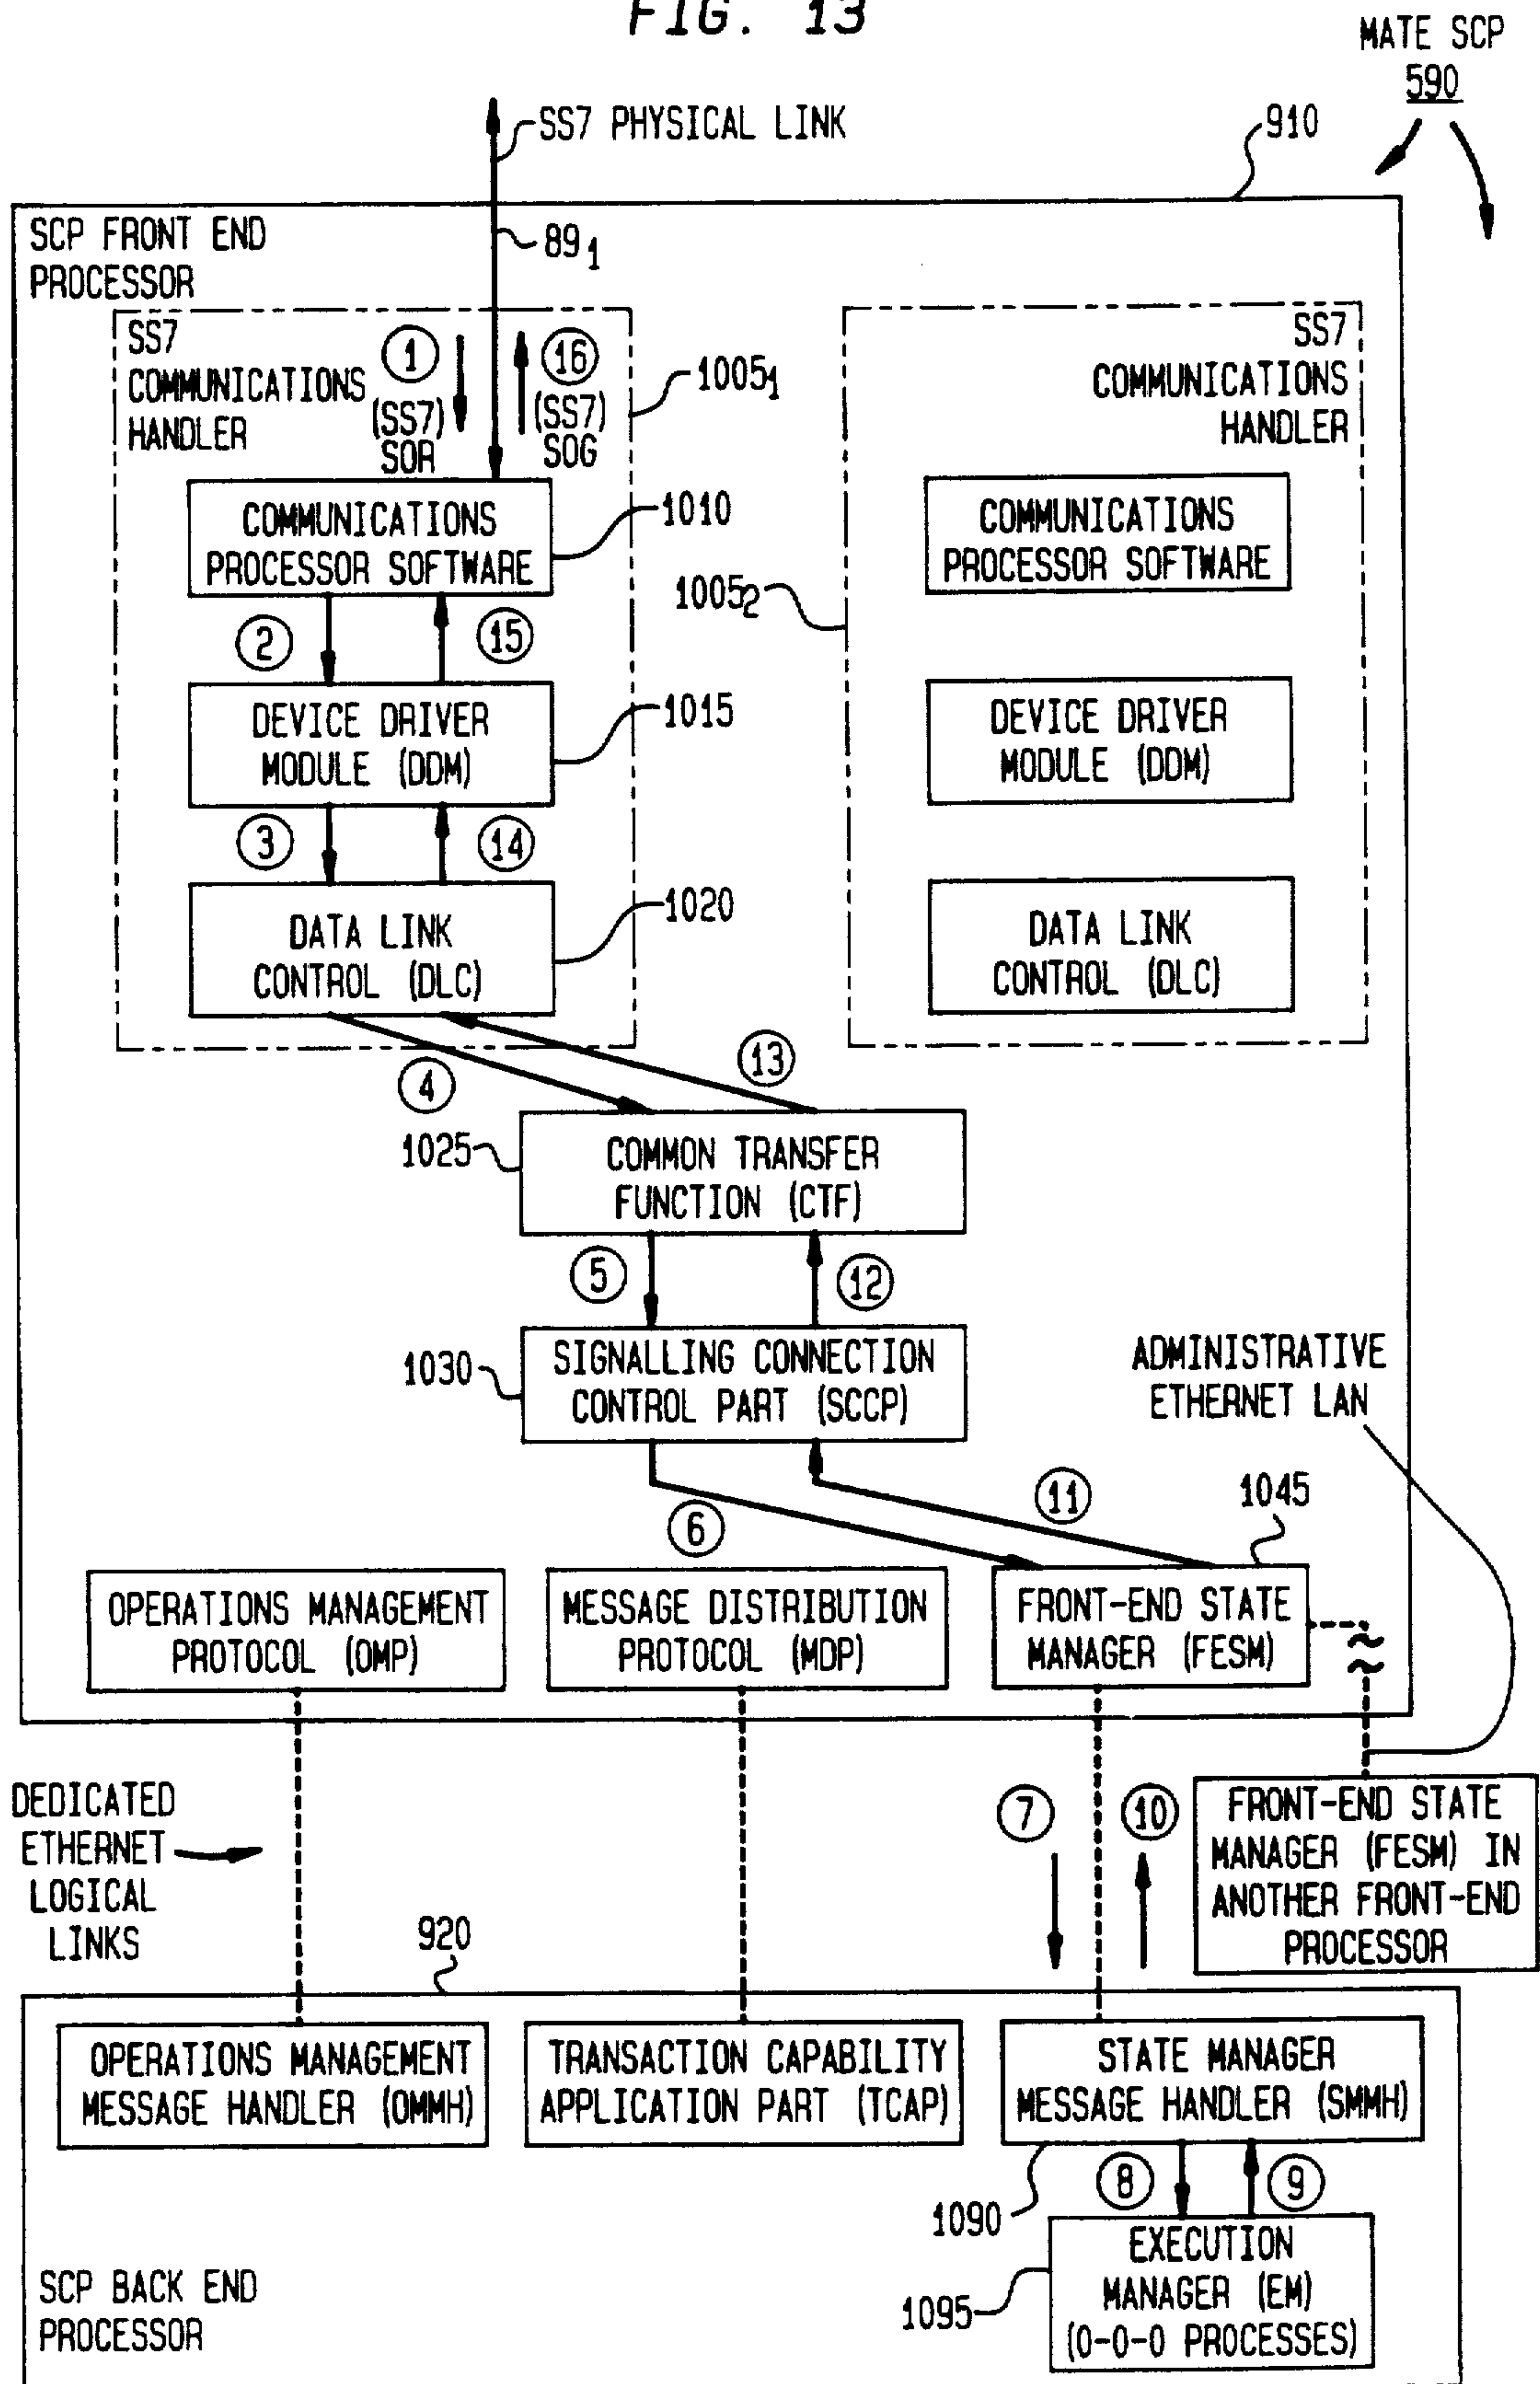 FIG. 13
MATE SCP
590
SS7 PHYSICAL LINK
910
SCP FRONT END
PROCESSOR
89₁
SS7
COMMUNICATIONS
HANDLER
1
(SS7)
SOR
16
(SS7)
SOG
1005₁
SS7
COMMUNICATIONS
HANDLER
COMMUNICATIONS
PROCESSOR SOFTWARE
1010
COMMUNICATIONS
PROCESSOR SOFTWARE
1005₂
2
15
DEVICE DRIVER
MODULE (DDM)
1015
DEVICE DRIVER
MODULE (DDM)
3
14
DATA LINK
CONTROL (DLC)
1020
DATA LINK
CONTROL (DLC)
4
13
1025
COMMON TRANSFER
FUNCTION (CTF)
5
12
1030
SIGNALLING CONNECTION
CONTROL PART (SCCP)
ADMINISTRATIVE
ETHERNET LAN
6
11
1045
OPERATIONS MANAGEMENT
PROTOCOL (OMP)
MESSAGE DISTRIBUTION
PROTOCOL (MDP)
FRONT-END STATE
MANAGER (FESM)
DEDICATED
ETHERNET
LOGICAL
LINKS
7
10
FRONT-END STATE
MANAGER (FESM) IN
ANOTHER FRONT-END
PROCESSOR
920
OPERATIONS MANAGEMENT
MESSAGE HANDLER (OMMH)
TRANSACTION CAPABILITY
APPLICATION PART (TCAP)
STATE MANAGER
MESSAGE HANDLER (SMMH)
8
9
1090
EXECUTION
MANAGER (EM)
(0-0-0 PROCESSES)
1095
SCP BACK END
PROCESSOR